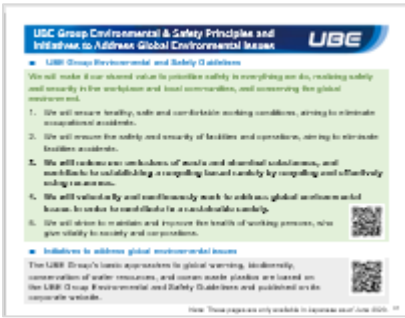 UBE Group Environmental & Safety Principles and
Initiatives to Address Global Environmental Issues
UBE
UBE Group Environmental and Safety Guidelines
We will make it our shared value to prioritize safety in everything we do, realizing safety
and security in the workplace and local communities, and conserving the global
environment.
1. We will ensure healthy, safe and comfortable working conditions, aiming to eliminate
occupational accidents.
2. We will ensure the safety and security of facilities and operations, aiming to eliminate
facilities accidents.
3. We will reduce our emissions of waste and chemical substances, and
contribute to establishing a recycling based society by recycling and effectively
using resources.
4. We will voluntarily and continuously work to address global environmental
issues in order to contribute to a sustainable society.
5. We will strive to maintain and improve the health of working persons, who
give vitality to society and corporations.
Initiatives to address global environmental issues
The UBE Group's basic approaches to global warming, biodiversity,
conservation of water resources, and ocean waste plastics are based on
the UBE Group Environmental and Safety Guidelines and published on its
corporate website.
Note: These pages are only available in Japanese as of June 2020.